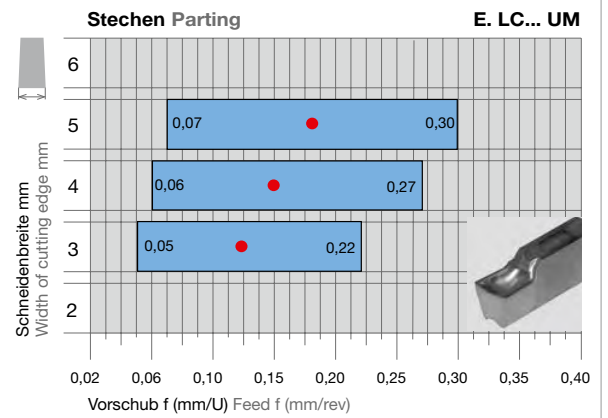 Stechen Parting E. LC... UM
Schneidenbreite mm
Width of cutting edge mm
6
5
0,07 0,30
4
0,06 0,27
3
0,05 0,22
2
0,02 0,06 0,10 0,15 0,20 0,30 0,35 0,40
Vorschub f (mm/U) Feed f (mm/rev)